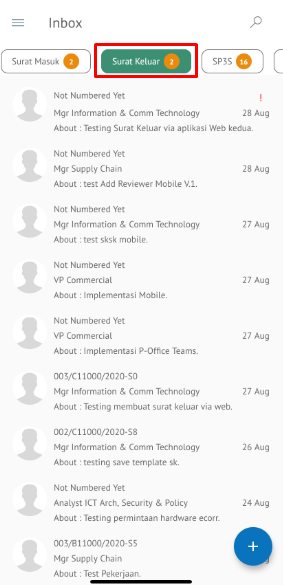 Inbox
Surat Masuk 2 Surat Keluar 2 SP3S 16
Not Numbered Yet !
Mgr Information & Comm Technology 28 Aug
About : Testing Surat Keluar via aplikasi Web kedua.
Not Numbered Yet
Mgr Supply Chain 28 Aug
About : test Add Reviewer Mobile V.1.
Not Numbered Yet
Mgr Information & Comm Technology 27 Aug
About : test sksk mobile.
Not Numbered Yet
VP Commercial 27 Aug
About : Implementasi Mobile.
Not Numbered Yet
VP Commercial 27 Aug
About : Implementasi P-Office Teams.
003/C11000/2020-S0
Mgr Information & Comm Technology 27 Aug
About : Testing membuat surat keluar via web.
002/C11000/2020-S8
Mgr Information & Comm Technology 26 Aug
About : testing save template sk.
Not Numbered Yet
Analyst ICT Arch, Security & Policy 24 Aug
About : Testing permintaan hardware ecorr.
003/B11000/2020-S5
Mgr Supply Chain Aug
About : Test Pekerjaan.
+